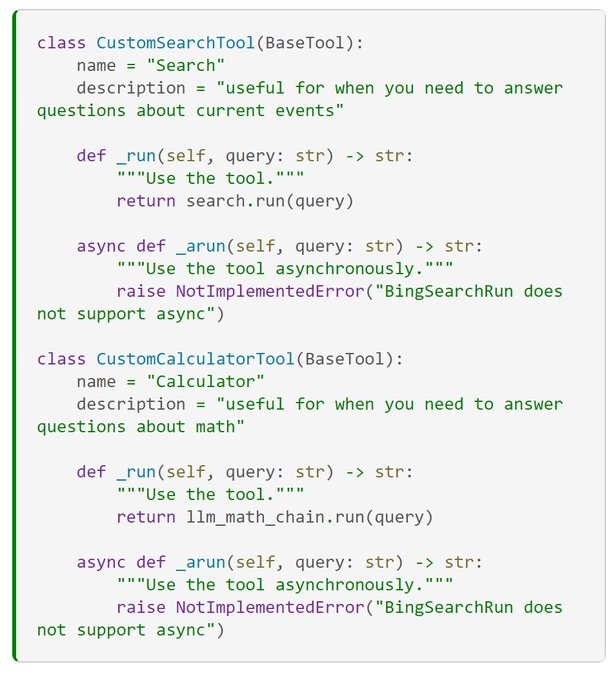 class CustomSearchTool(BaseTool):
    name = "Search"
    description = "useful for when you need to answer
questions about current events"

    def _run(self, query: str) -> str:
        """Use the tool."""
        return search.run(query)

    async def _arun(self, query: str) -> str:
        """Use the tool asynchronously."""
        raise NotImplementedError("BingSearchRun does
not support async")

class CustomCalculatorTool(BaseTool):
    name = "Calculator"
    description = "useful for when you need to answer
questions about math"

    def _run(self, query: str) -> str:
        """Use the tool."""
        return llm_math_chain.run(query)

    async def _arun(self, query: str) -> str:
        """Use the tool asynchronously."""
        raise NotImplementedError("BingSearchRun does
not support async")